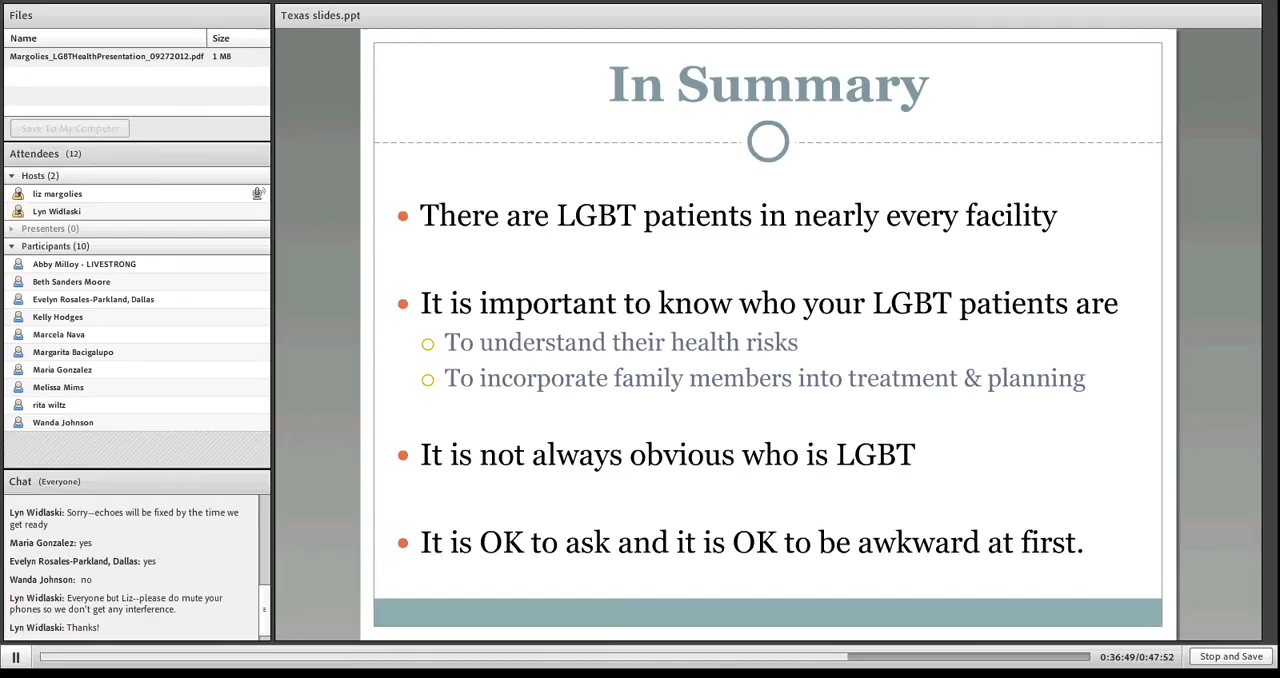 Files
Name Size
Margolies_LGBTHealthPresentation_09272012.pdf 1 MB
Save To My Computer
Attendees (12)
Hosts (2)
liz margolies
Lyn Widlaski
Presenters (0)
Participants (10)
Abby Milloy - LIVESTRONG
Beth Sanders Moore
Evelyn Rosales-Parkland, Dallas
Kelly Hodges
Marcela Nava
Margarita Bacigalupo
Maria Gonzalez
Melissa Mims
rita wiltz
Wanda Johnson
Chat (Everyone)
Lyn Widlaski: Sorry--echoes will be fixed by the time we
get ready
Maria Gonzalez: yes
Evelyn Rosales-Parkland, Dallas: yes
Wanda Johnson: no
Lyn Widlaski: Everyone but Liz--please do mute your
phones so we don't get any interference.
Lyn Widlaski: Thanks!
Texas slides.ppt
In Summary
There are LGBT patients in nearly every facility
It is important to know who your LGBT patients are
To understand their health risks
To incorporate family members into treatment & planning
It is not always obvious who is LGBT
It is OK to ask and it is OK to be awkward at first.
0:36:49/0:47:52
Stop and Save